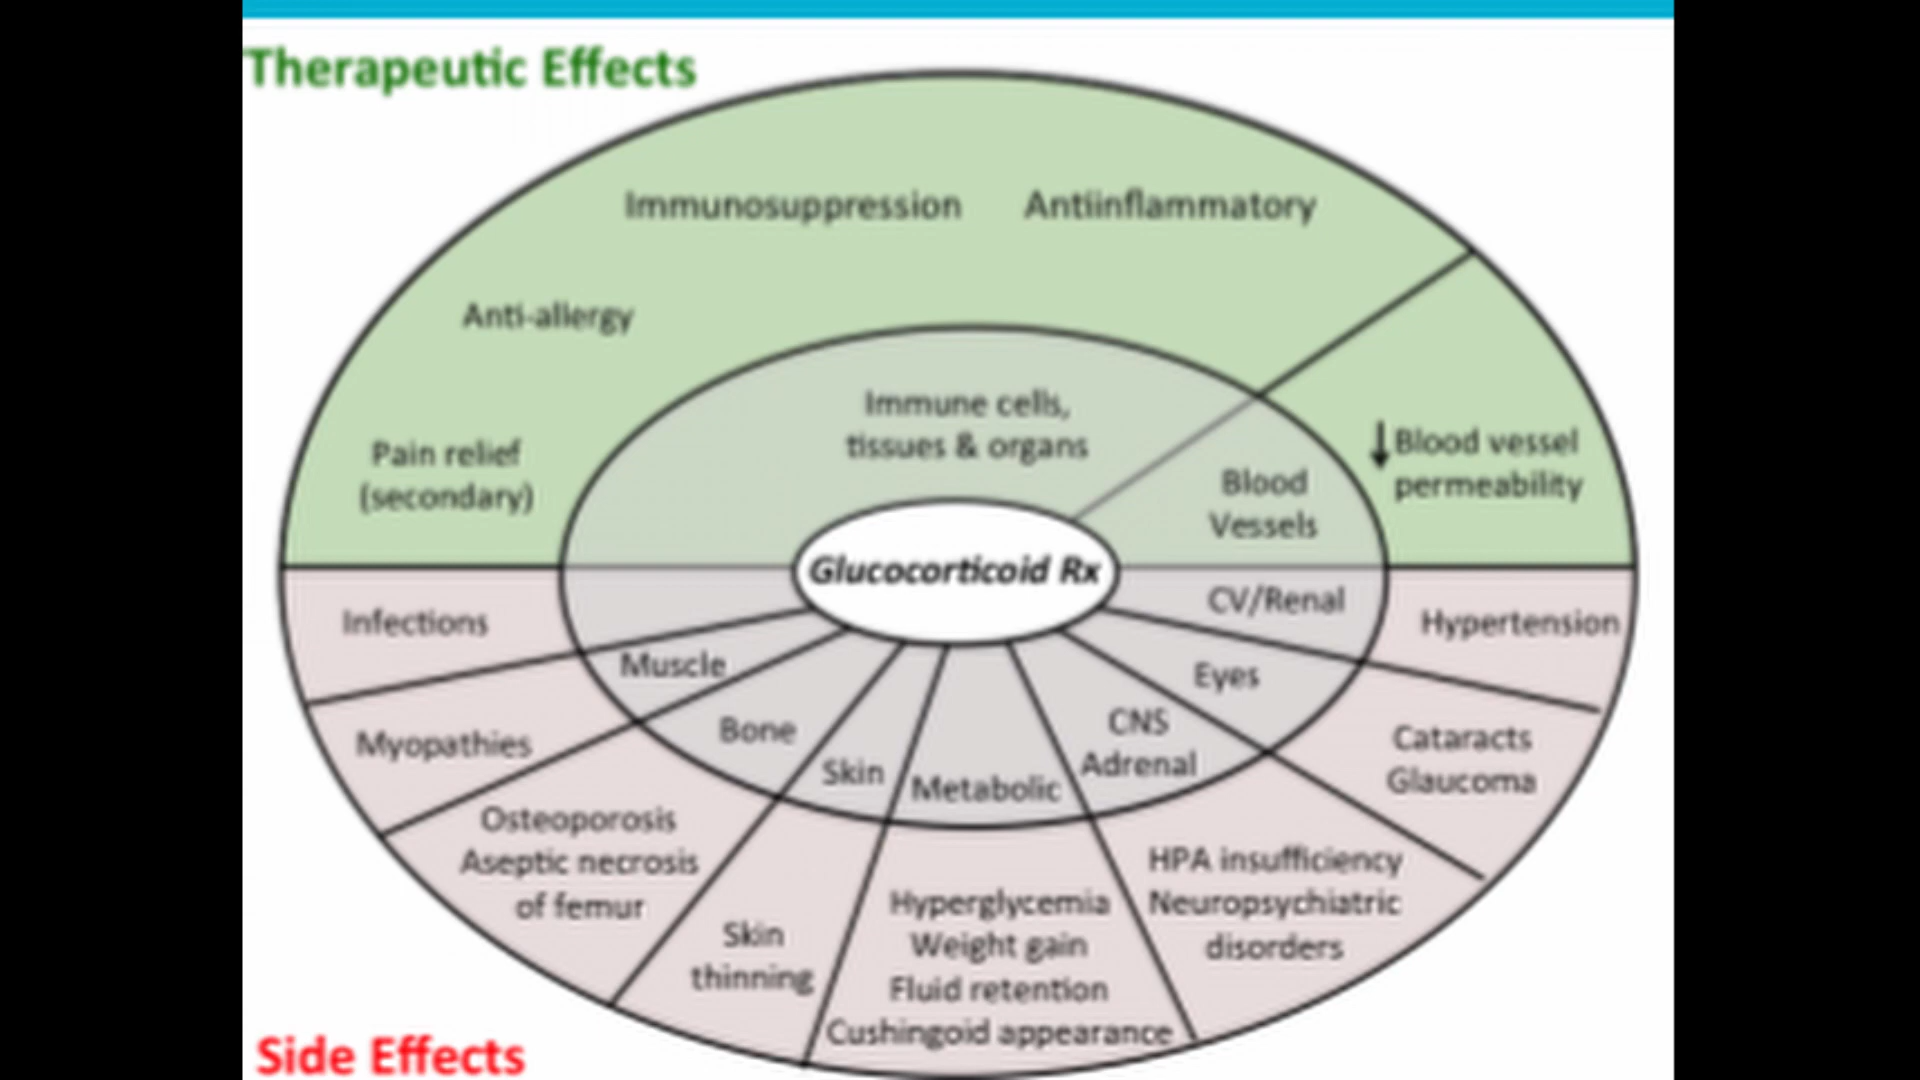 Therapeutic Effects
Immunosuppression
Antiinflammatory
Anti-allergy
Pain relief
(secondary)
Immune cells,
tissues & organs
Blood
Vessels
↓Blood vessel
permeability
Glucocorticoid Rx
CV/Renal
Hypertension
Infections
Muscle
Eyes
Myopathies
Bone
CNS
Adrenal
Cataracts
Glaucoma
Skin
Metabolic
Osteoporosis
Aseptic necrosis
of femur
HPA insufficiency
Neuropsychiatric
disorders
Skin
thinning
Hyperglycemia
Weight gain
Fluid retention
Cushingoid appearance
Side Effects